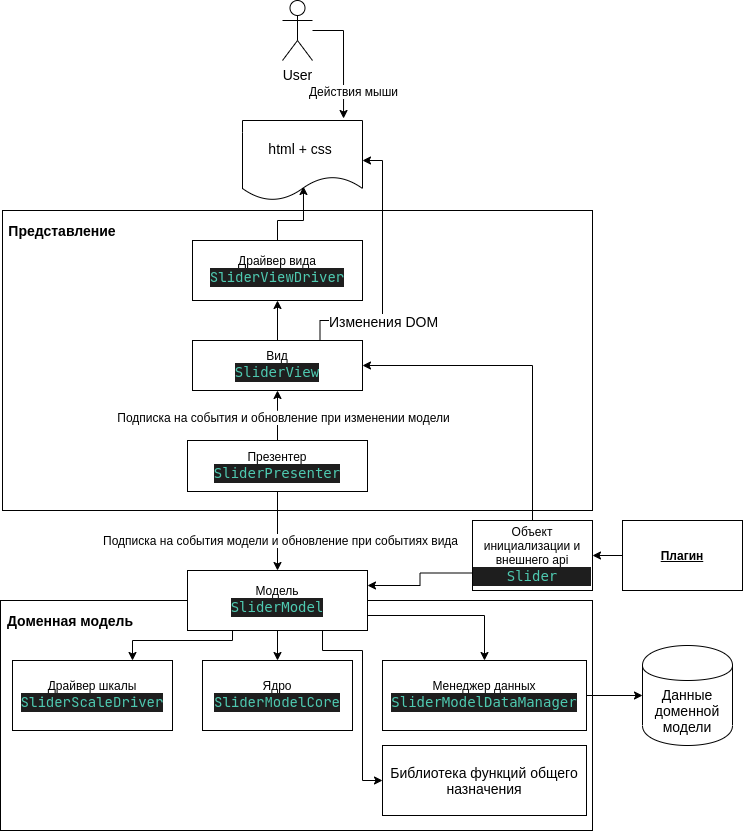 User
Действия мыши
html + css
Представление
Драйвер вида
SliderViewDriver
Изменения DOM
Вид
SliderView
Подписка на события и обновление при изменении модели
Презентер
SliderPresenter
Объект
инициализации и
внешнего api
Slider
Плагин
Подписка на события модели и обновление при событиях вида
Модель
SliderModel
Доменная модель
Драйвер шкалы
SliderScaleDriver
Ядро
SliderModelCore
Менеджер данных
SliderModelDataManager
Данные
доменной
модели
Библиотека функций общего
назначения